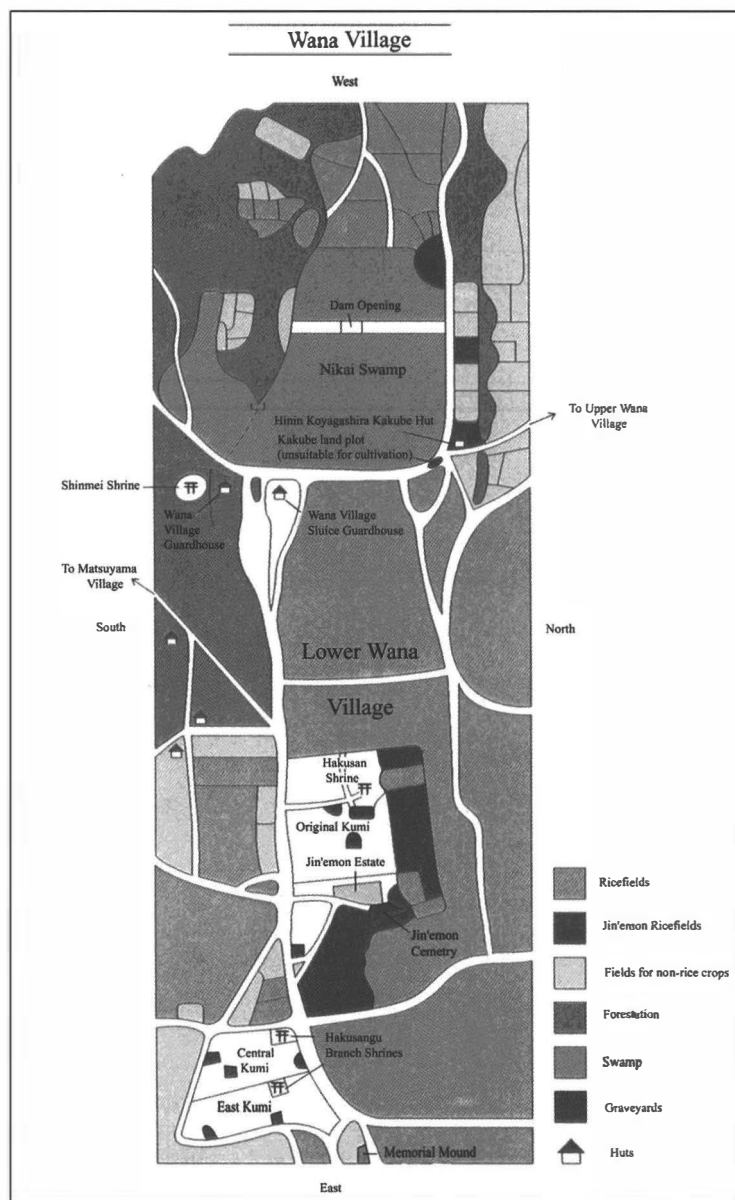 Wana Village
West
Dam Opening
Nikai Swamp
Hinin Koyagashira Kakube Hut
Kakube land plot
(unsuitable for cultivation)
To Upper Wana
Village
Shinmei Shrine
Wana
Village
Guardhouse
Wana Village
Sluice Guardhouse
To Matsuyama
Village
South
North
Lower Wana
Village
Hakusan
Shrine
Original Kumi
Jin'emon Estate
Jin'emon
Cemetry
Hakusangu
Branch Shrines
Central
Kumi
East Kumi
Memorial Mound
East
Ricefields
Jin'emon Ricefields
Fields for non-rice crops
Forestation
Swamp
Graveyards
Huts